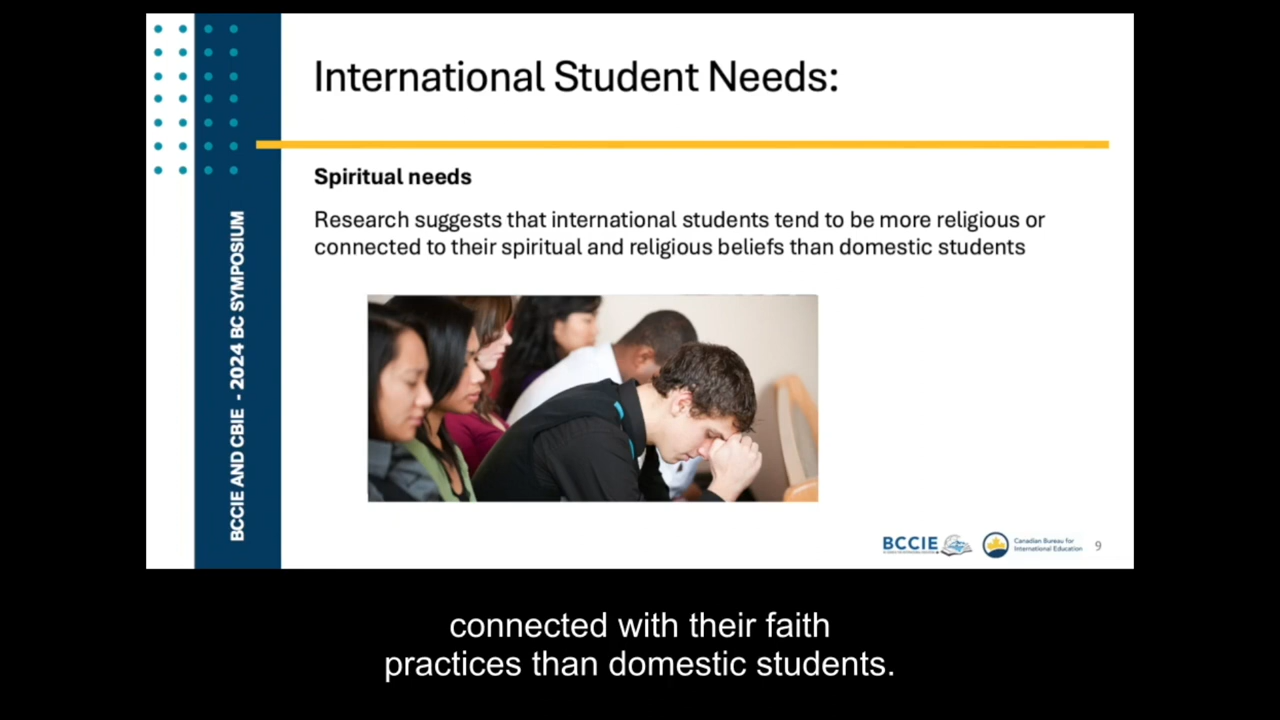 International Student Needs:
Spiritual needs
Research suggests that international students tend to be more religious or
connected to their spiritual and religious beliefs than domestic students
BCCIE AND CBIE - 2024 BC SYMPOSIUM
BCCIE
Canadian Bureau for
International Education
9
connected with their faith
practices than domestic students.